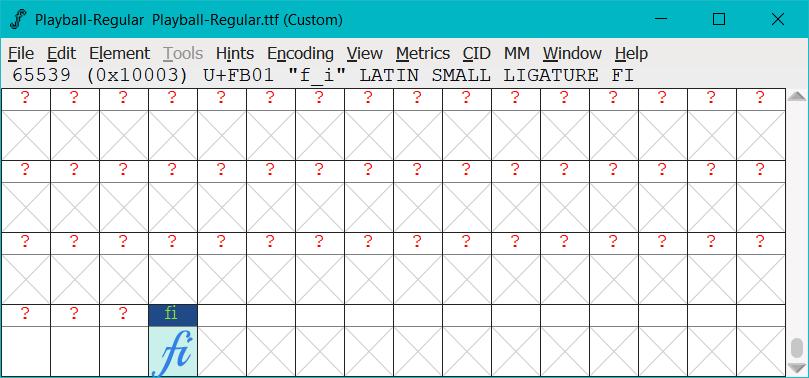 Playball-Regular Playball-Regular.ttf (Custom)
File Edit Element Tools Hints Encoding View Metrics CID MM Window Help
65539 (0x10003) U+FB01 "f_i" LATIN SMALL LIGATURE FI
? ? ? ? ? ? ? ? ? ? ? ? ? ? ? ?
? ? ? ? ? ? ? ? ? ? ? ? ? ? ? ?
? ? ? ? ? ? ? ? ? ? ? ? ? ? ? ?
? ? ? fi
fi